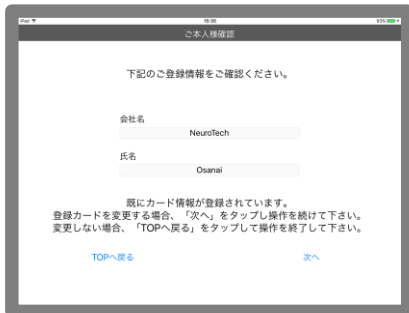 iPad
15:35
93%
ご本人様確認
下記のご登録情報をご確認ください。
会社名
NeuroTech
氏名
Osanai
既にカード情報が登録されています。
登録カードを変更する場合、「次へ」をタップし操作を続けて下さい。
変更しない場合、「TOPへ戻る」をタップして操作を終了して下さい。
TOPへ戻る
次へ